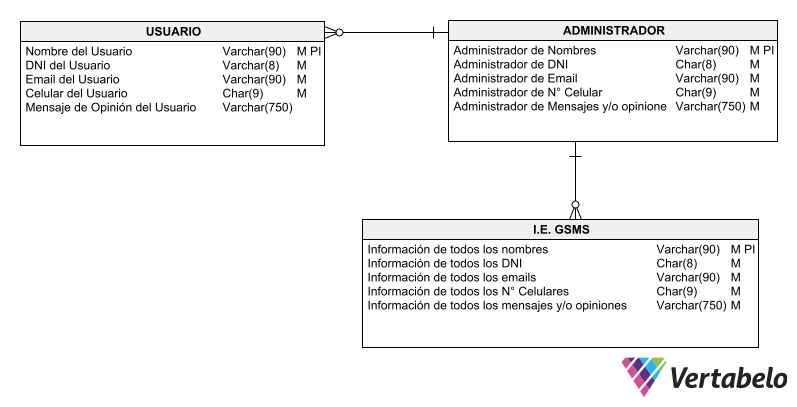 USUARIO
Nombre del Usuario Varchar(90) M PI
DNI del Usuario Varchar(8) M
Email del Usuario Varchar(90) M
Celular del Usuario Char(9) M
Mensaje de Opinión del Usuario Varchar(750)
ADMINISTRADOR
Administrador de Nombres Varchar(90) M PI
Administrador de DNI Char(8) M
Administrador de Email Varchar(90) M
Administrador de N° Celular Char(9) M
Administrador de Mensajes y/o opinione Varchar(750) M
I.E. GSMS
Información de todos los nombres Varchar(90) M PI
Información de todos los DNI Char(8) M
Información de todos los emails Varchar(90) M
Información de todos los N° Celulares Char(9) M
Información de todos los mensajes y/o opiniones Varchar(750) M
Vertabelo